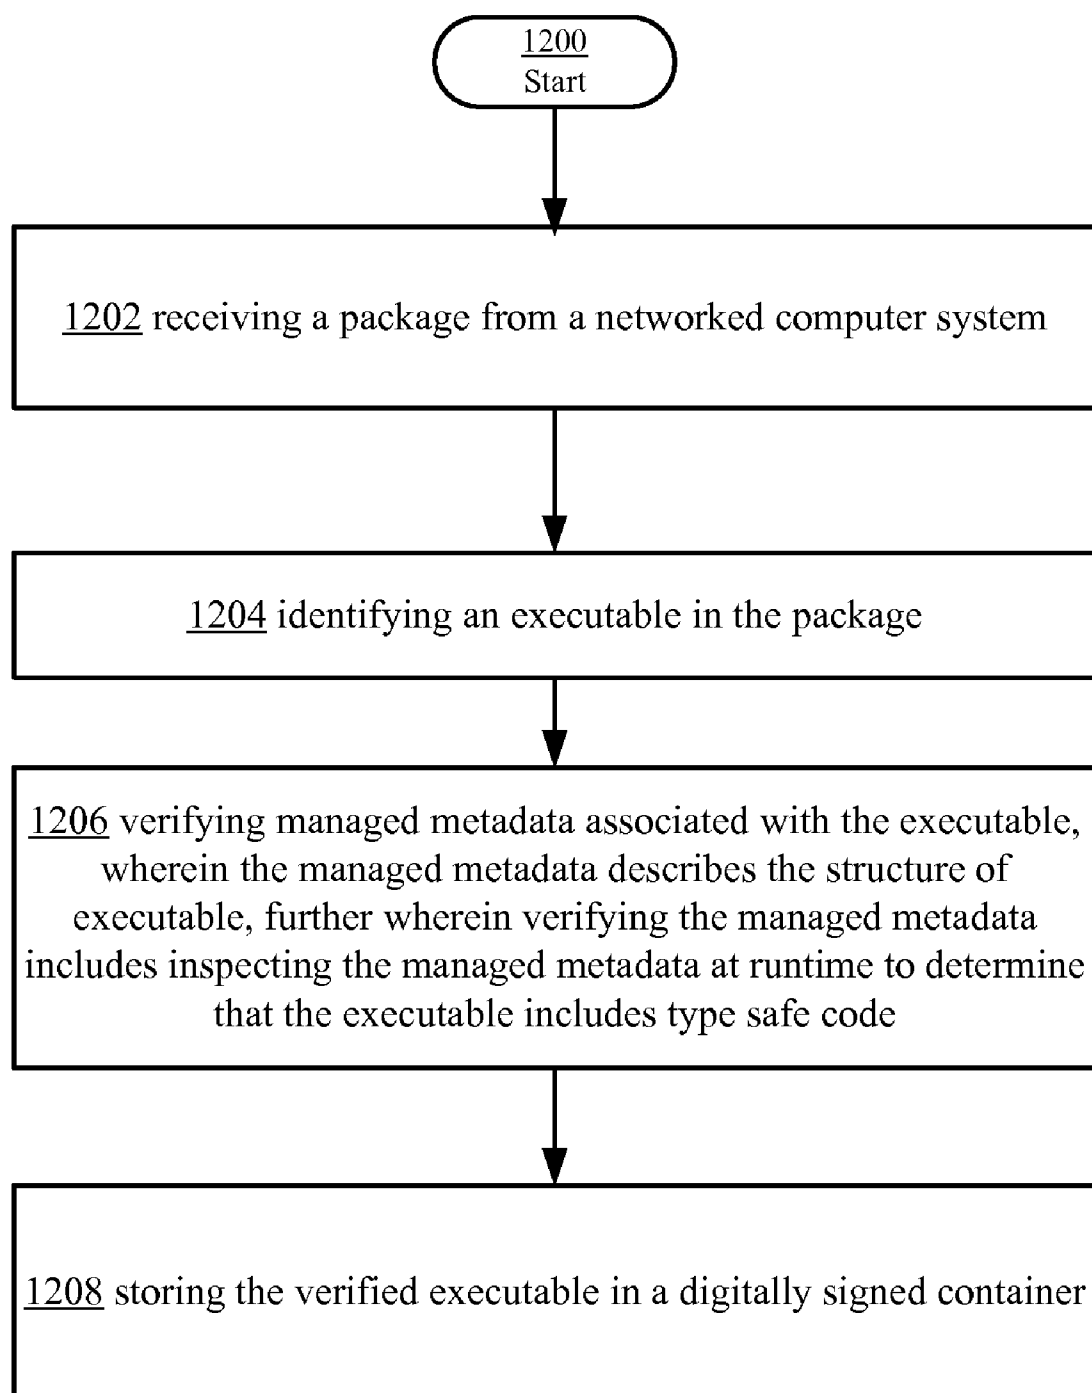 1200
Start
1202 receiving a package from a networked computer system
1204 identifying an executable in the package
1206 verifying managed metadata associated with the executable,
wherein the managed metadata describes the structure of
executable, further wherein verifying the managed metadata
includes inspecting the managed metadata at runtime to determine
that the executable includes type safe code
1208 storing the verified executable in a digitally signed container